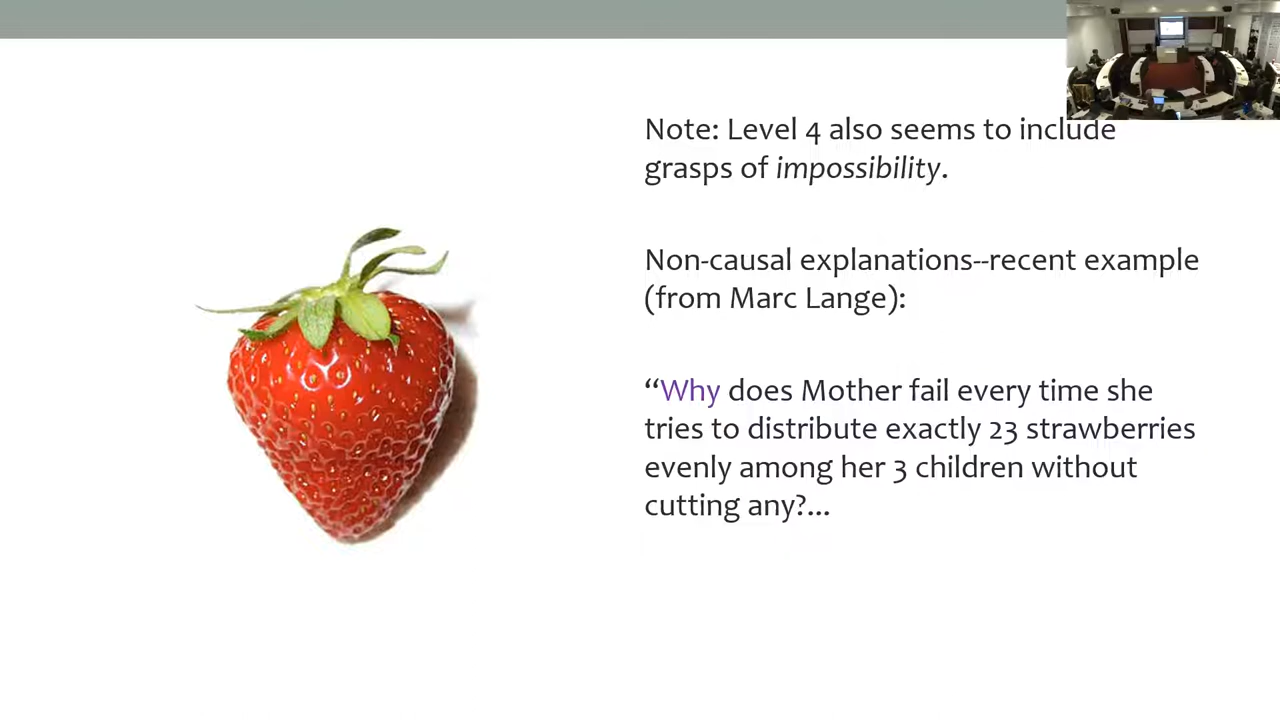 Note: Level 4 also seems to include
grasps of impossibility.
Non-causal explanations--recent example
(from Marc Lange):
“Why does Mother fail every time she
tries to distribute exactly 23 strawberries
evenly among her 3 children without
cutting any?...